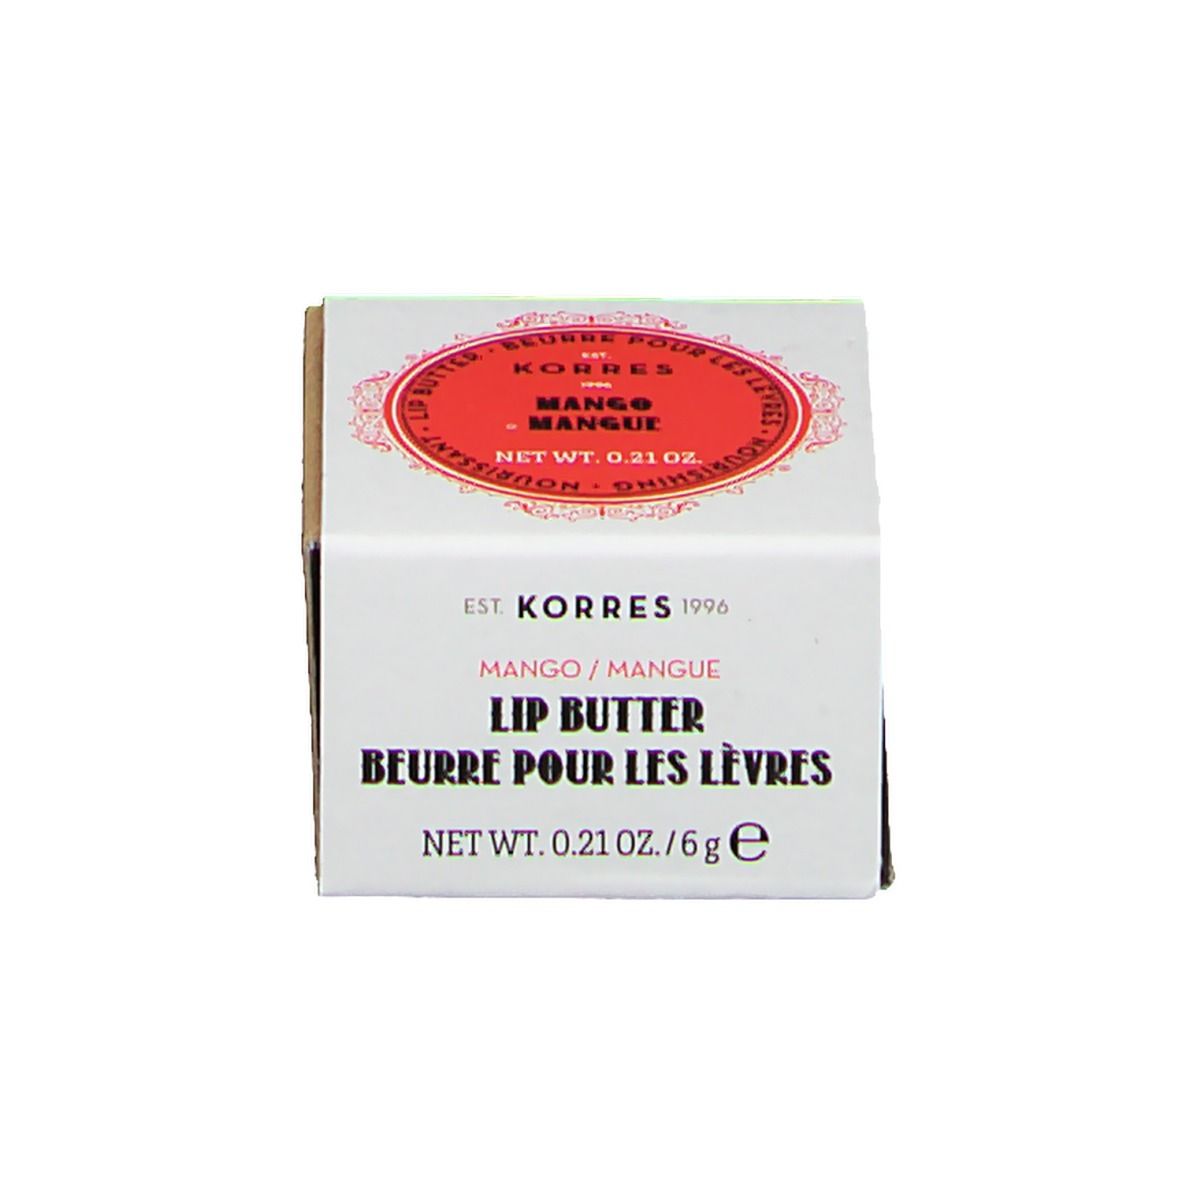 LIP BUTTER · BEURRE POUR LES LÈVRES · NOURISHING · NOURISSANT ·
EST.
KORRES
1996
MANGO
MANGUE
NET WT. 0.21 OZ.
EST. KORRES 1996
MANGO / MANGUE
LIP BUTTER
BEURRE POUR LES LÈVRES
NET WT. 0.21 OZ. / 6 g ℮